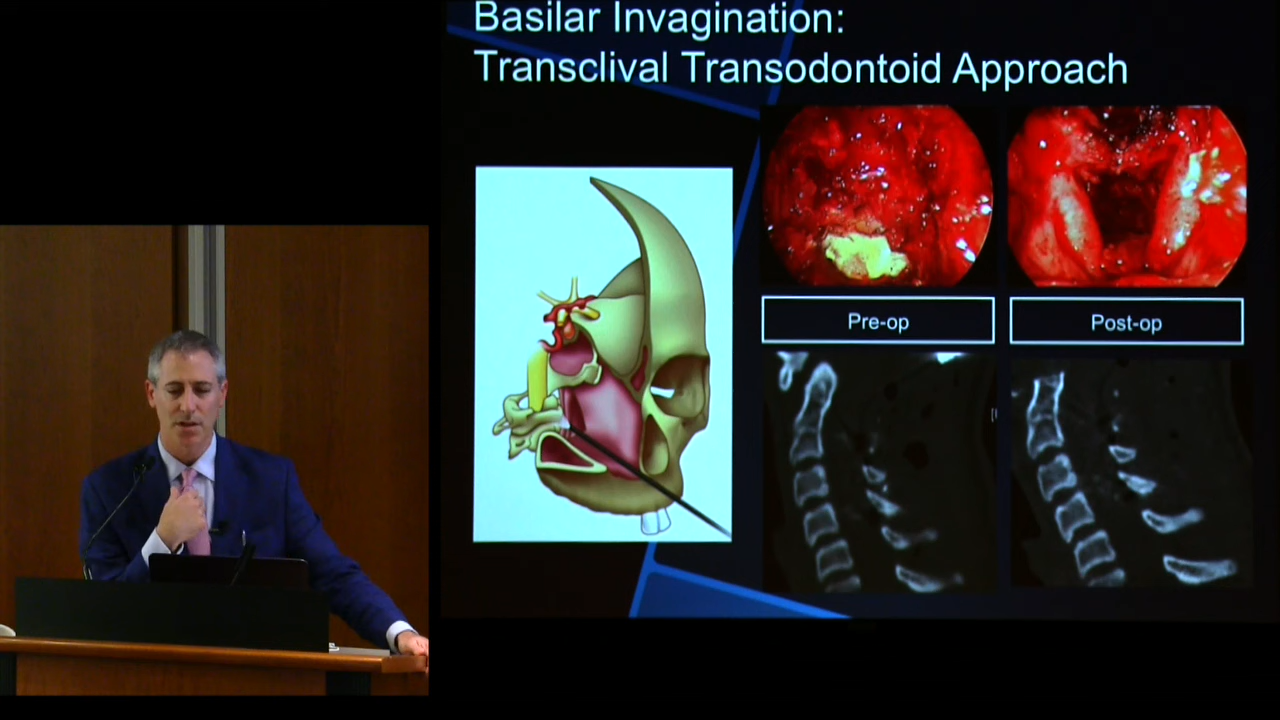 Basilar Invagination:
Transclival Transodontoid Approach
Pre-op
Post-op